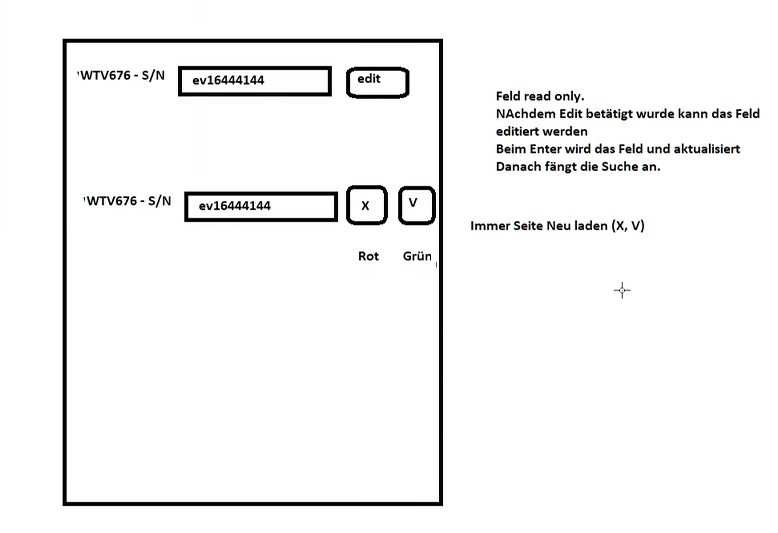 'WTV676 - S/N ev16444144 edit
Feld read only.
NAchdem Edit betätigt wurde kann das Feld
editiert werden
Beim Enter wird das Feld und aktualisiert
Danach fängt die Suche an.
'WTV676 - S/N ev16444144 X V
Immer Seite Neu laden (X, V)
Rot Grün